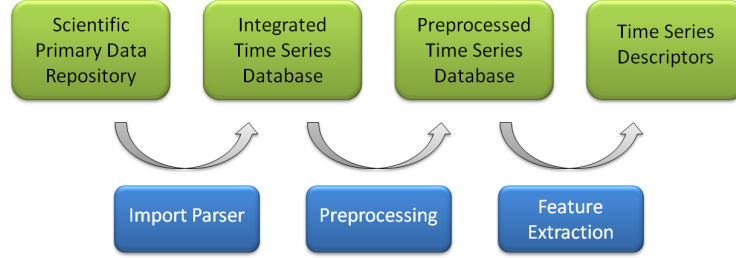 Scientific
Primary Data
Repository
Integrated
Time Series
Database
Preprocessed
Time Series
Database
Time Series
Descriptors
Import Parser
Preprocessing
Feature
Extraction